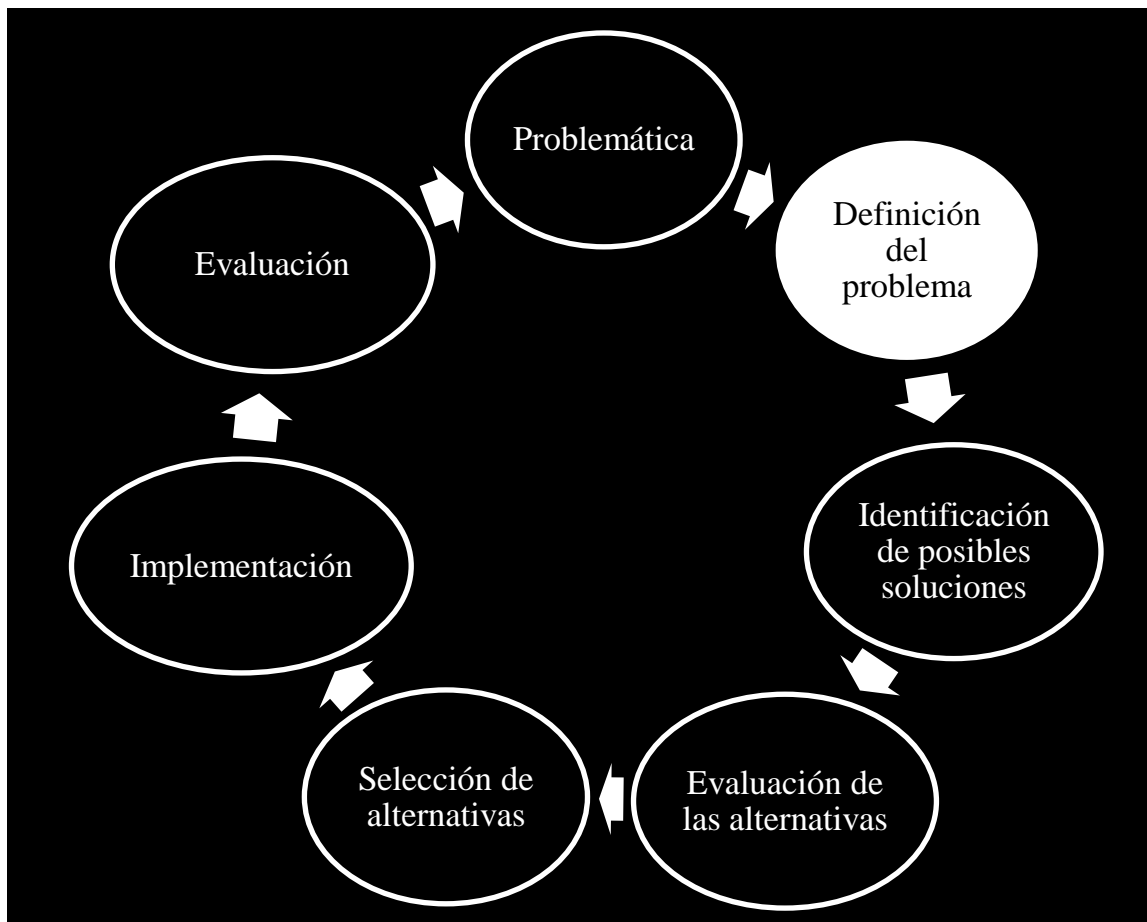 Problemática
Definición
del
problema
Identificación
de posibles
soluciones
Evaluación de
las alternativas
Selección de
alternativas
Implementación
Evaluación